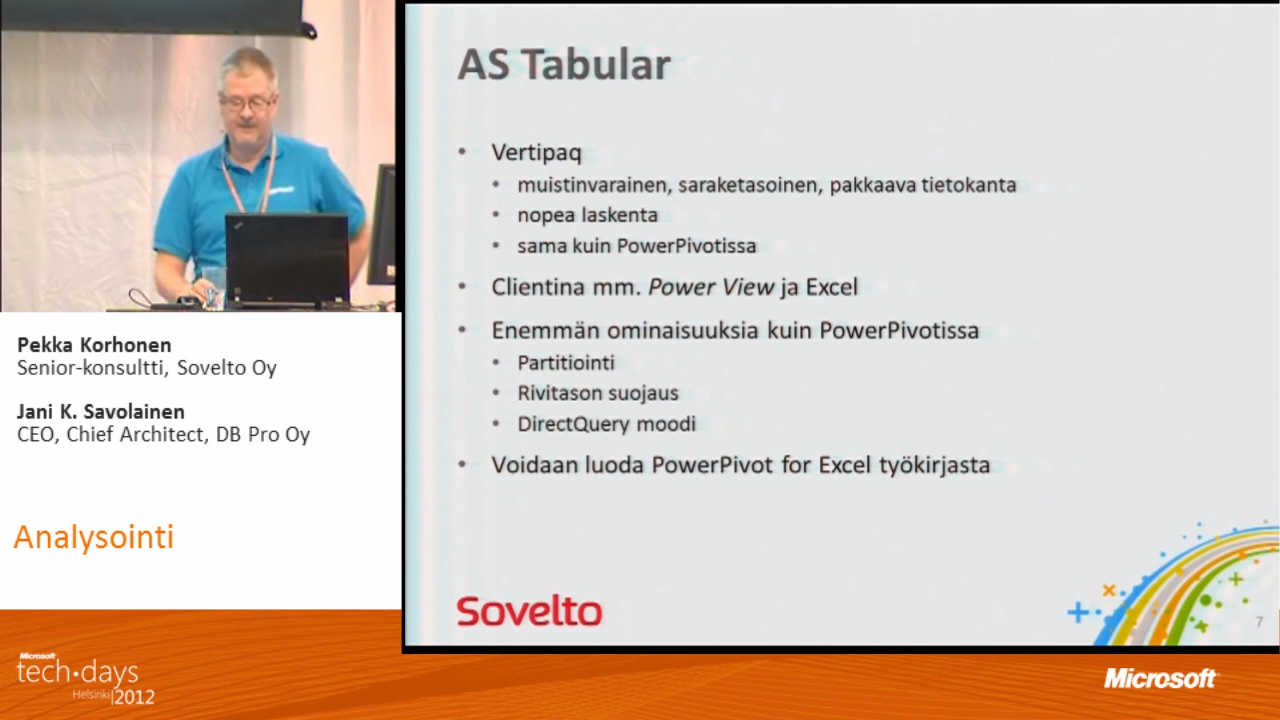 AS Tabular
Vertipaq
muistinvarainen, saraketasoinen, pakkaava tietokanta
nopea laskenta
sama kuin PowerPivotissa
Clientina mm. Power View ja Excel
Enemmän ominaisuuksia kuin PowerPivotissa
Partitiointi
Rivitason suojaus
DirectQuery moodi
Voidaan luoda PowerPivot for Excel työkirjasta
Sovelto
7
Pekka Korhonen
Senior-konsultti, Sovelto Oy
Jani K. Savolainen
CEO, Chief Architect, DB Pro Oy
Analysointi
Microsoft
tech·days
Helsinki|2012
Microsoft